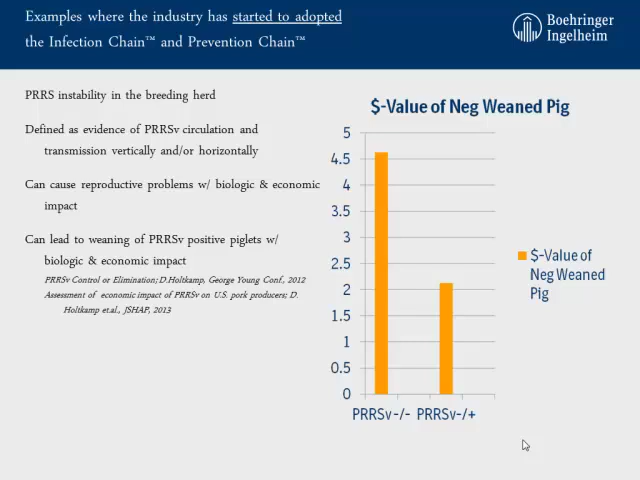 Examples where the industry has started to adopted
the Infection Chain™ and Prevention Chain™
Boehringer
Ingelheim
PRRS instability in the breeding herd
Defined as evidence of PRRSv circulation and
transmission vertically and/or horizontally
Can cause reproductive problems w/ biologic & economic
impact
Can lead to weaning of PRRSv positive piglets w/
biologic & economic impact
PRRSv Control or Elimination; D.Holtkamp, George Young Conf., 2012
Assessment of economic impact of PRRSv on U.S. pork producers; D.
Holtkamp et.al., JSHAP, 2013
$-Value of Neg Weaned Pig
5
4.5
4
3.5
3
2.5
2
1.5
1
0.5
0
PRRSv -/- PRRSv-/+
$-Value of
Neg Weaned
Pig